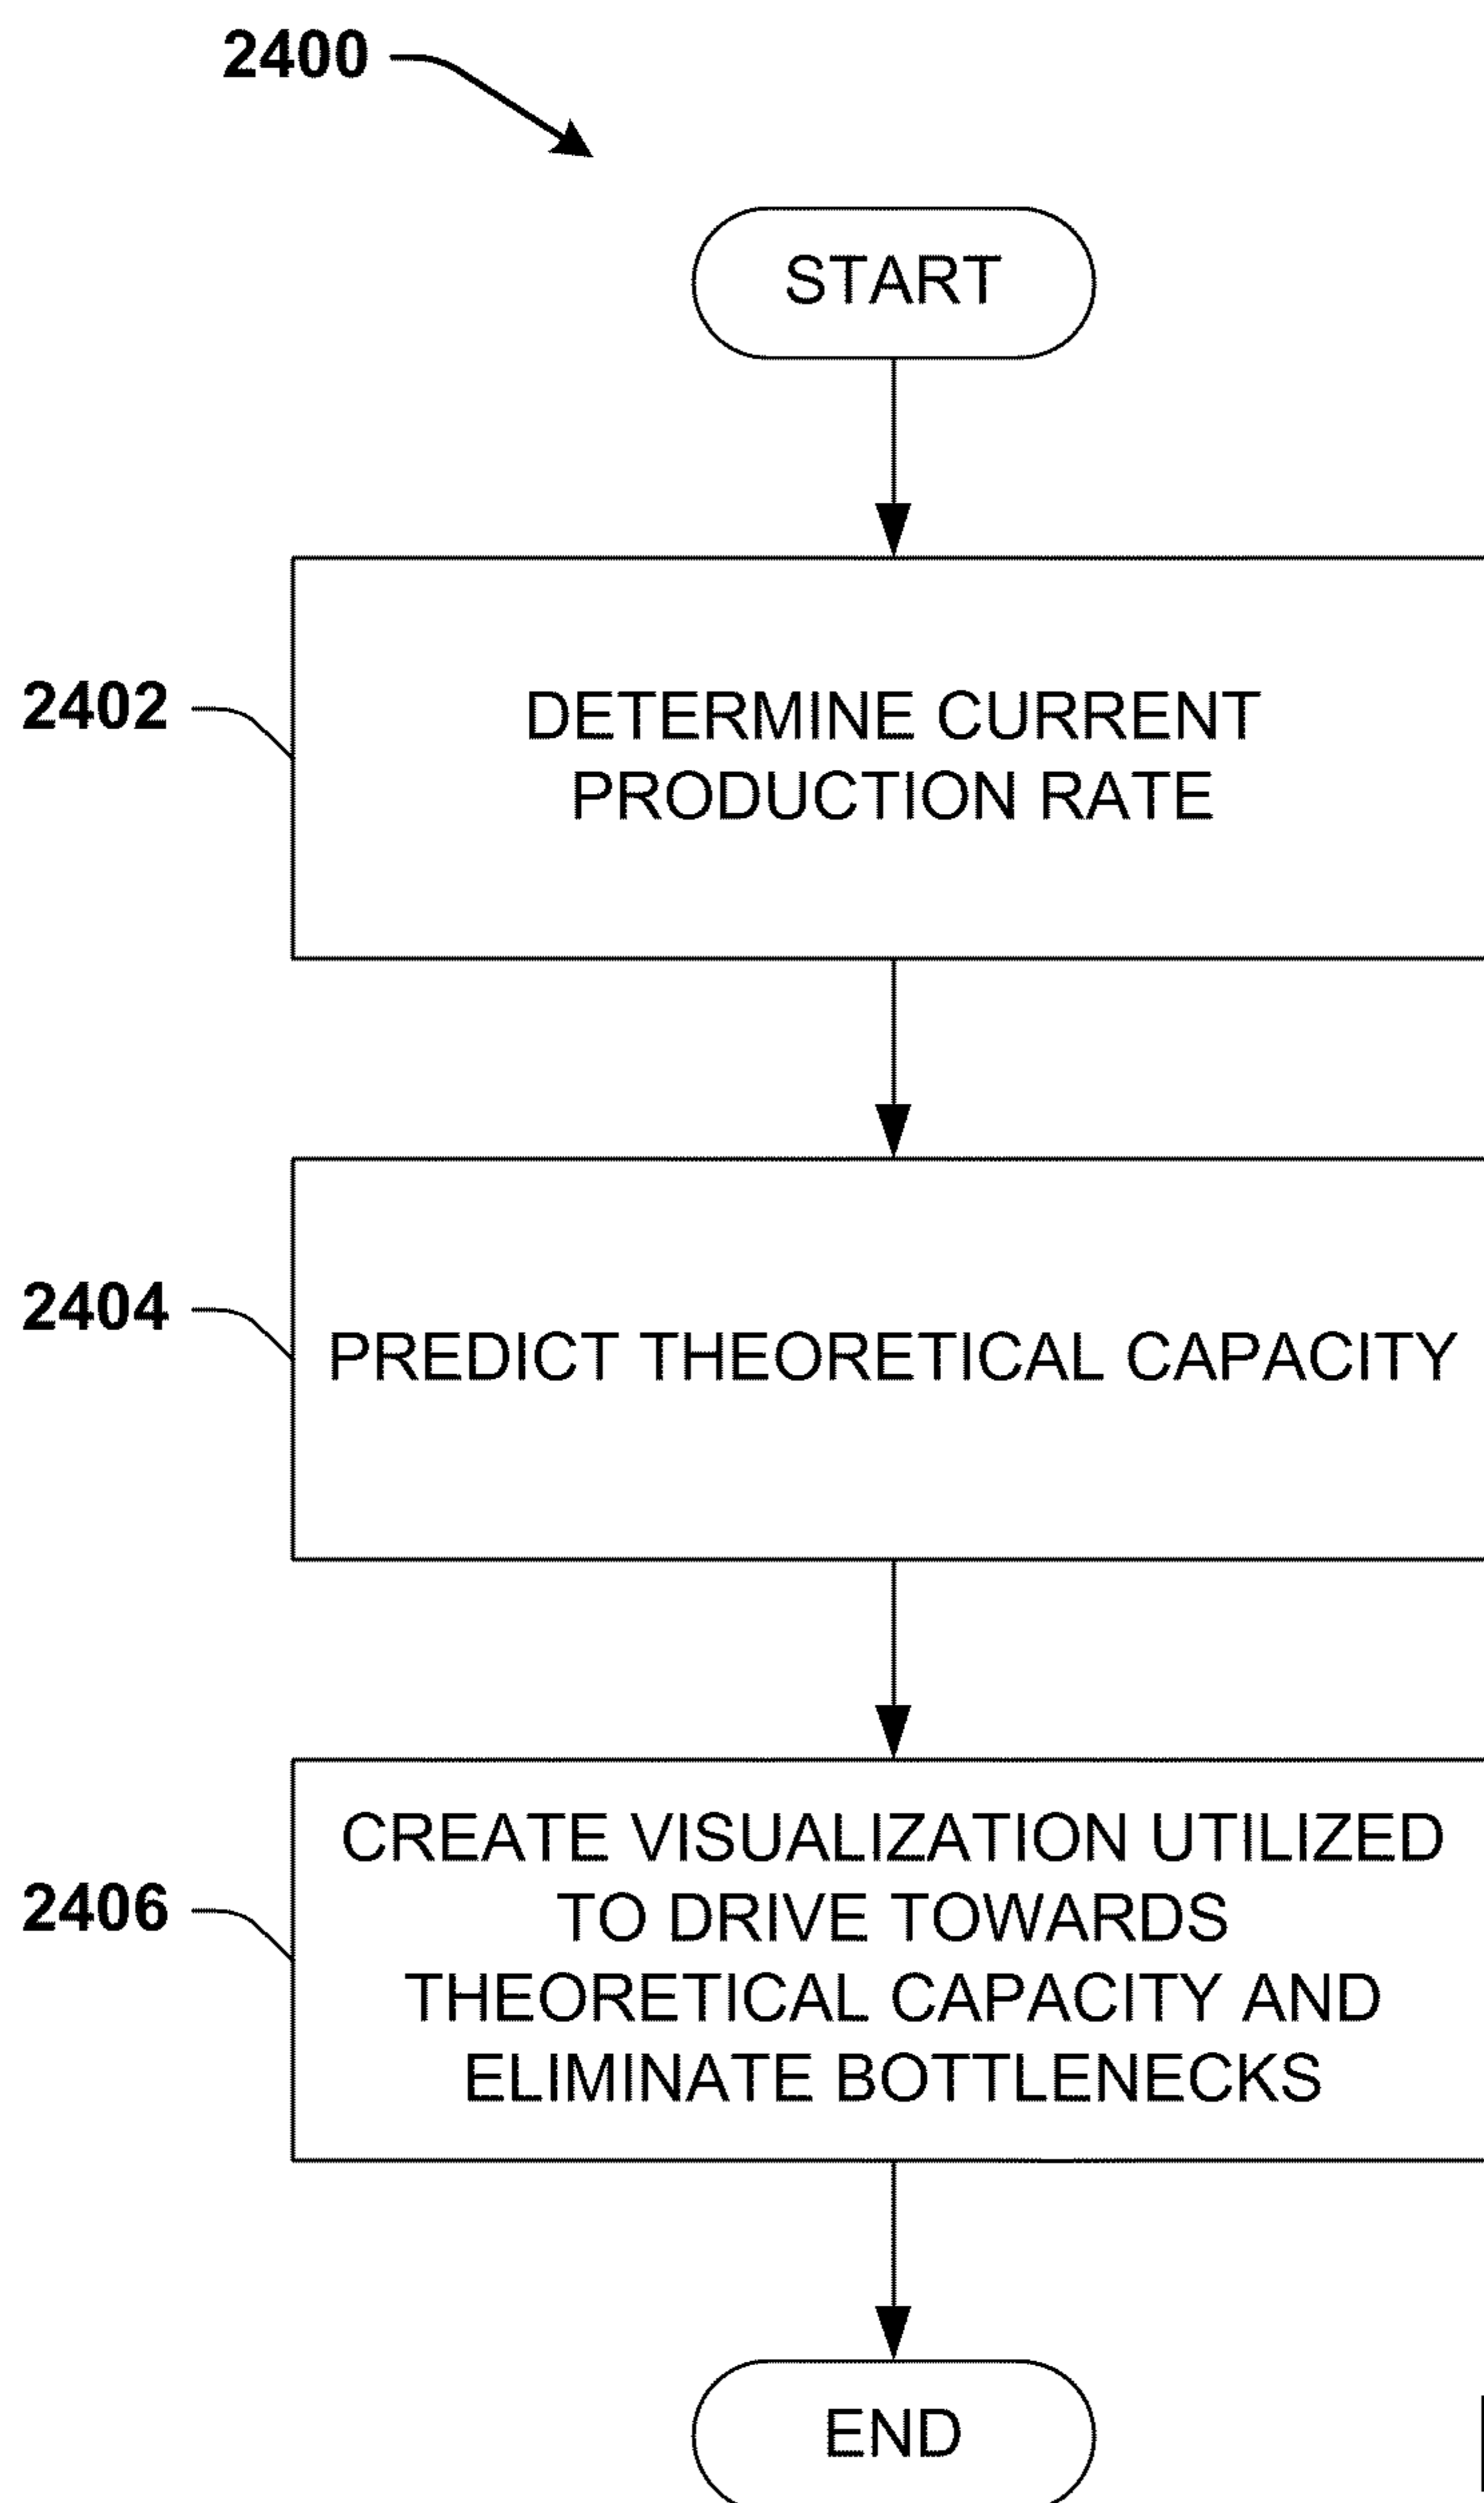 2400
START
2402
DETERMINE CURRENT
PRODUCTION RATE
2404
PREDICT THEORETICAL CAPACITY
2406
CREATE VISUALIZATION UTILIZED
TO DRIVE TOWARDS
THEORETICAL CAPACITY AND
ELIMINATE BOTTLENECKS
END